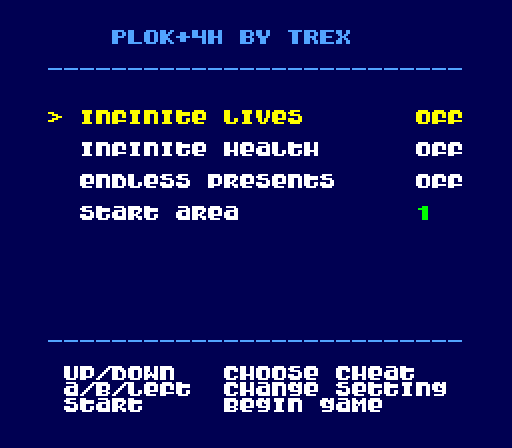 PLOK+4H BY TREX
> Infinite Lives Off
Infinite Health Off
Endless Presents Off
Start Area 1
Up/Down Choose Cheat
A/B/Left Change Setting
Start Begin Game